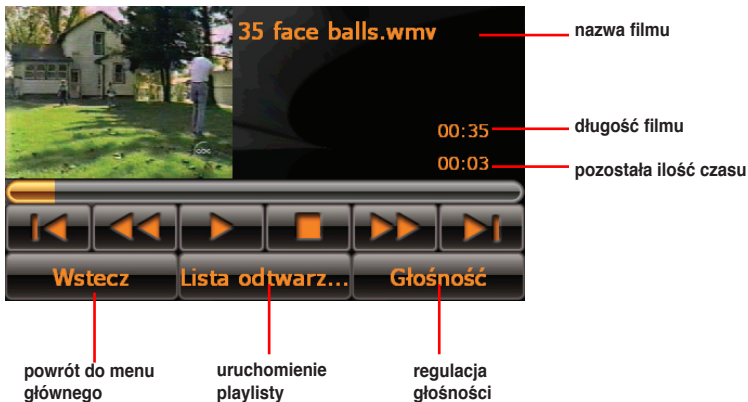 35 face balls.wmv
nazwa filmu
00:35
długość filmu
00:03
pozostała ilość czasu
abc
Wstecz
Lista odtwarz...
Głośność
powrót do menu
głównego
uruchomienie
playlisty
regulacja
głośności